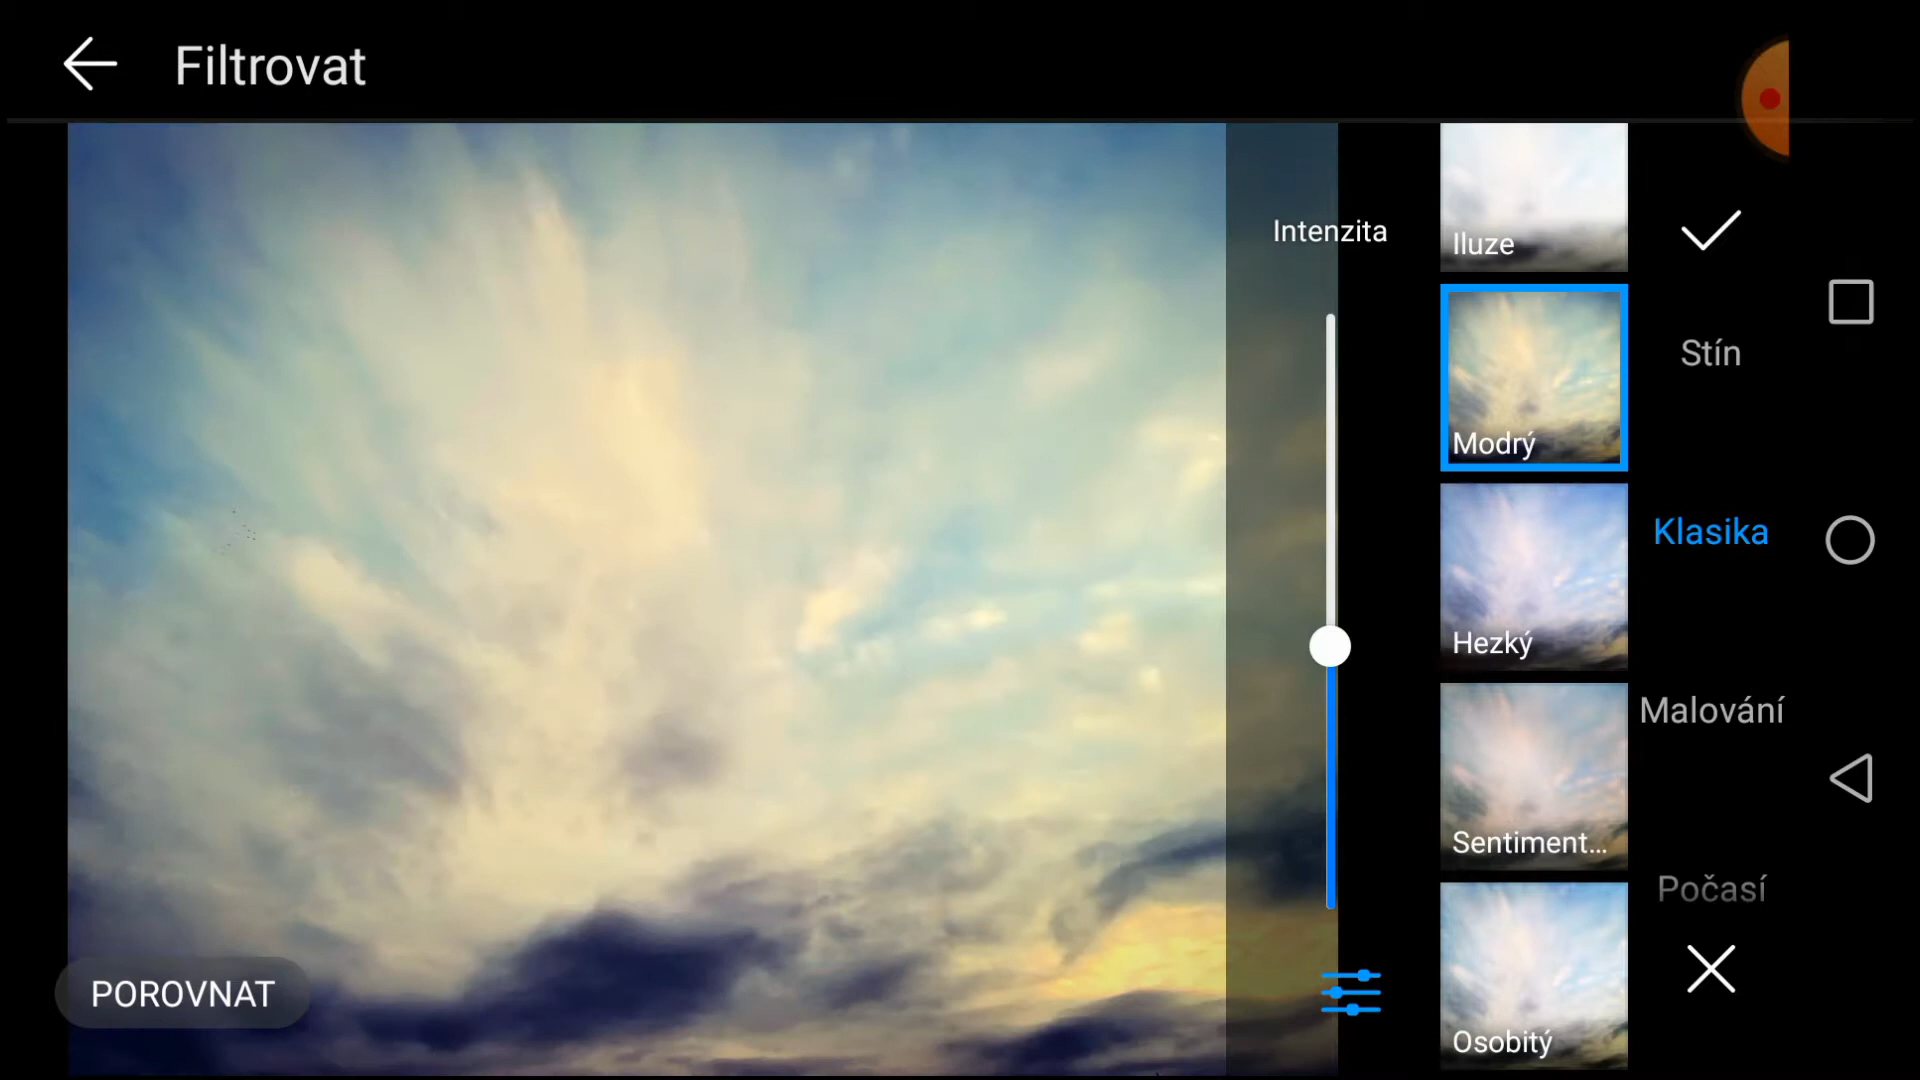 Filtrovat
Intenzita
Iluze
Modrý
Hezký
Sentiment...
Osobitý
Stín
Klasika
Malování
Počasí
POROVNAT